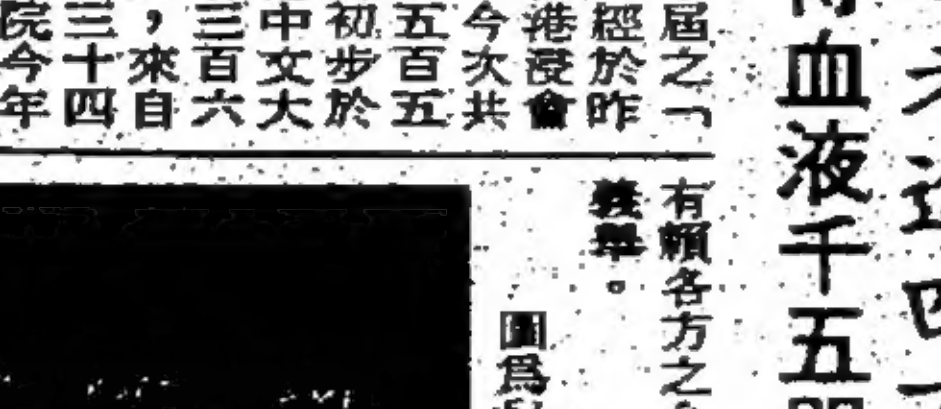 血液千五
屆之「
經於昨
港浸會
今次共
五百五
初步於
中文大
三百六
，來自
三十四
院今年
有賴各方之
義舉。
圖爲